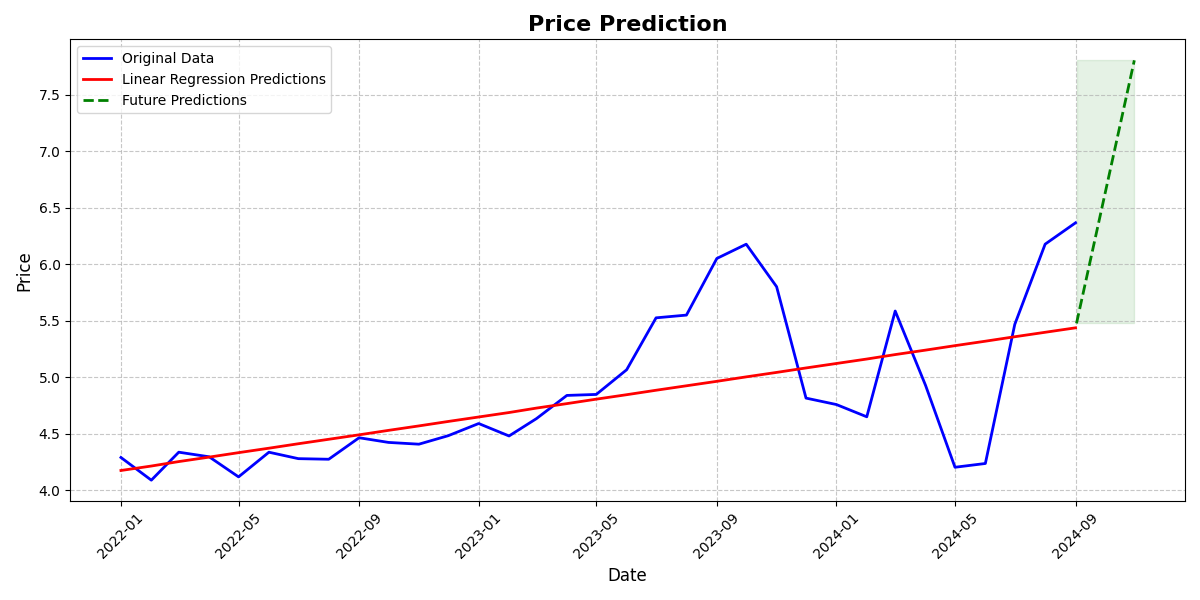 Price Prediction
Original Data
Linear Regression Predictions
Future Predictions
Price
7.5
7.0
6.5
6.0
5.5
5.0
4.5
4.0
2022-01
2022-05
2022-09
2023-01
2023-05
2023-09
2024-01
2024-05
2024-09
Date